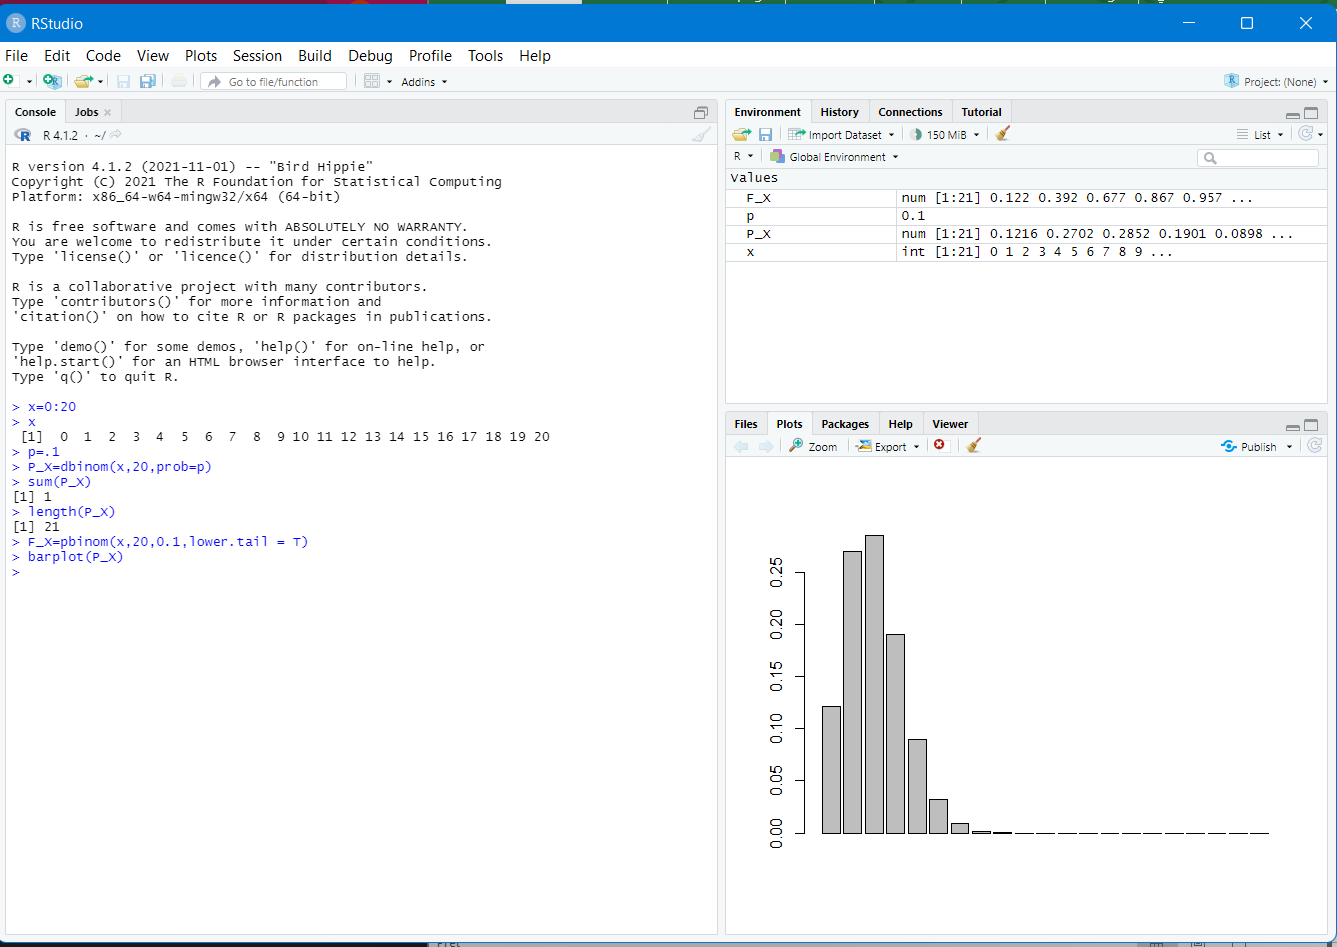 RStudio
File Edit Code View Plots Session Build Debug Profile Tools Help
Go to file/function Addins Project: (None)
Console Jobs
R 4.1.2 · ~/
R version 4.1.2 (2021-11-01) -- "Bird Hippie"
Copyright (C) 2021 The R Foundation for Statistical Computing
Platform: x86_64-w64-mingw32/x64 (64-bit)
R is free software and comes with ABSOLUTELY NO WARRANTY.
You are welcome to redistribute it under certain conditions.
Type 'license()' or 'licence()' for distribution details.
R is a collaborative project with many contributors.
Type 'contributors()' for more information and
'citation()' on how to cite R or R packages in publications.
Type 'demo()' for some demos, 'help()' for on-line help, or
'help.start()' for an HTML browser interface to help.
Type 'q()' to quit R.
> x=0:20
> x
[1] 0 1 2 3 4 5 6 7 8 9 10 11 12 13 14 15 16 17 18 19 20
> p=.1
> P_X=dbinom(x,20,prob=p)
> sum(P_X)
[1] 1
> length(P_X)
[1] 21
> F_X=pbinom(x,20,0.1,lower.tail = T)
> barplot(P_X)
>
Environment History Connections Tutorial
Import Dataset 150 MiB List
R Global Environment
Values
F_X num [1:21] 0.122 0.392 0.677 0.867 0.957 ...
p 0.1
P_X num [1:21] 0.1216 0.2702 0.2852 0.1901 0.0898 ...
x int [1:21] 0 1 2 3 4 5 6 7 8 9 ...
Files Plots Packages Help Viewer
Zoom Export Publish
0.25
0.20
0.15
0.10
0.05
0.00